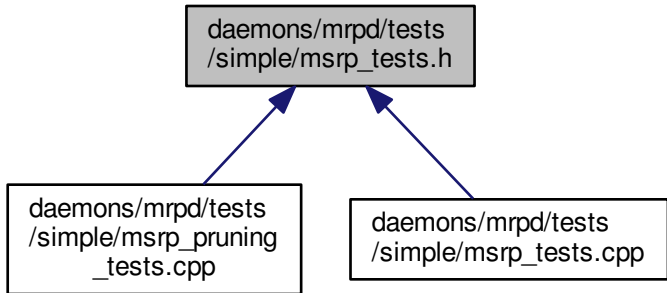 daemons/mrpd/tests
/simple/msrp_tests.h
daemons/mrpd/tests
/simple/msrp_pruning
_tests.cpp
daemons/mrpd/tests
/simple/msrp_tests.cpp